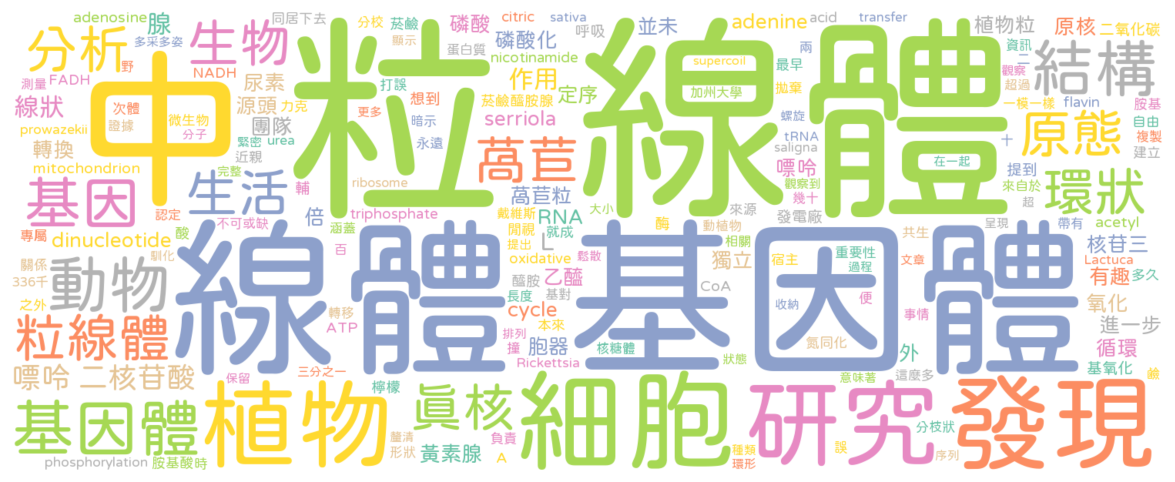 adenosine 腺 同居下去 分校 菸鹼 磷酸 citric sativa acid transfer
多采多姿 顯示 呼吸 並未 adenine 植物粒 原核 二氧化碳
分析 生物 蛋白質 磷酸化 兩 資訊 二
nicotinamide supercoil 最早 觀察 結構
測量 FADH 野 NADH 尿素 打誤 作用 定序 加州大學 拋棄 超過
線狀 次體 源頭 力克 更多 想到 菸鹼醯胺腺 螺旋 一模一樣 flavin 胺基
中 粒 線體
prowazekii 證據 微生物 分子 團隊 暗示 serriola tRNA 十 原態 自由 複製
轉換 緊密 urea 永遠 萵苣 saligna 建立
mitochondrion 近親 在一起 提到
基因 生活 完整 輔 ribosome 萵苣粒 嘌呤 觀察到 幾十 來自於 超 環狀
專屬 認定 不可或缺 倍 涵蓋 triphosphate 戴維斯 RNA 大小 來源 發電廠 呈現 帶有 acetyl
dinucleotide 酸 馴化 百 閒視 就成 L 酶 動植物 共生 核苷三
線體 基因體
關係 提出 鬆散 相關 獨立 宿主 重要性 過程 文章 Lactuca
336千 動物 oxidative 有趣 多久
之外 醯胺 乙醯 CoA 便 氧化
轉移 ATP 長度 基對 cycle 收納 事情 進一步
粒線體 排列 本來 撞 胞器 核糖體 氮同化 外 循環
嘌呤 二核苷酸 保留 三分之一 檸檬 Rickettsia 狀態 意味著 這麼多 基氧化 鹼
基因體 植物 釐清 形狀 真核 細胞 研究 分枝狀 發現
phosphorylation 胺基酸時 黃素腺 負責 A 種類 環形 誤 序列